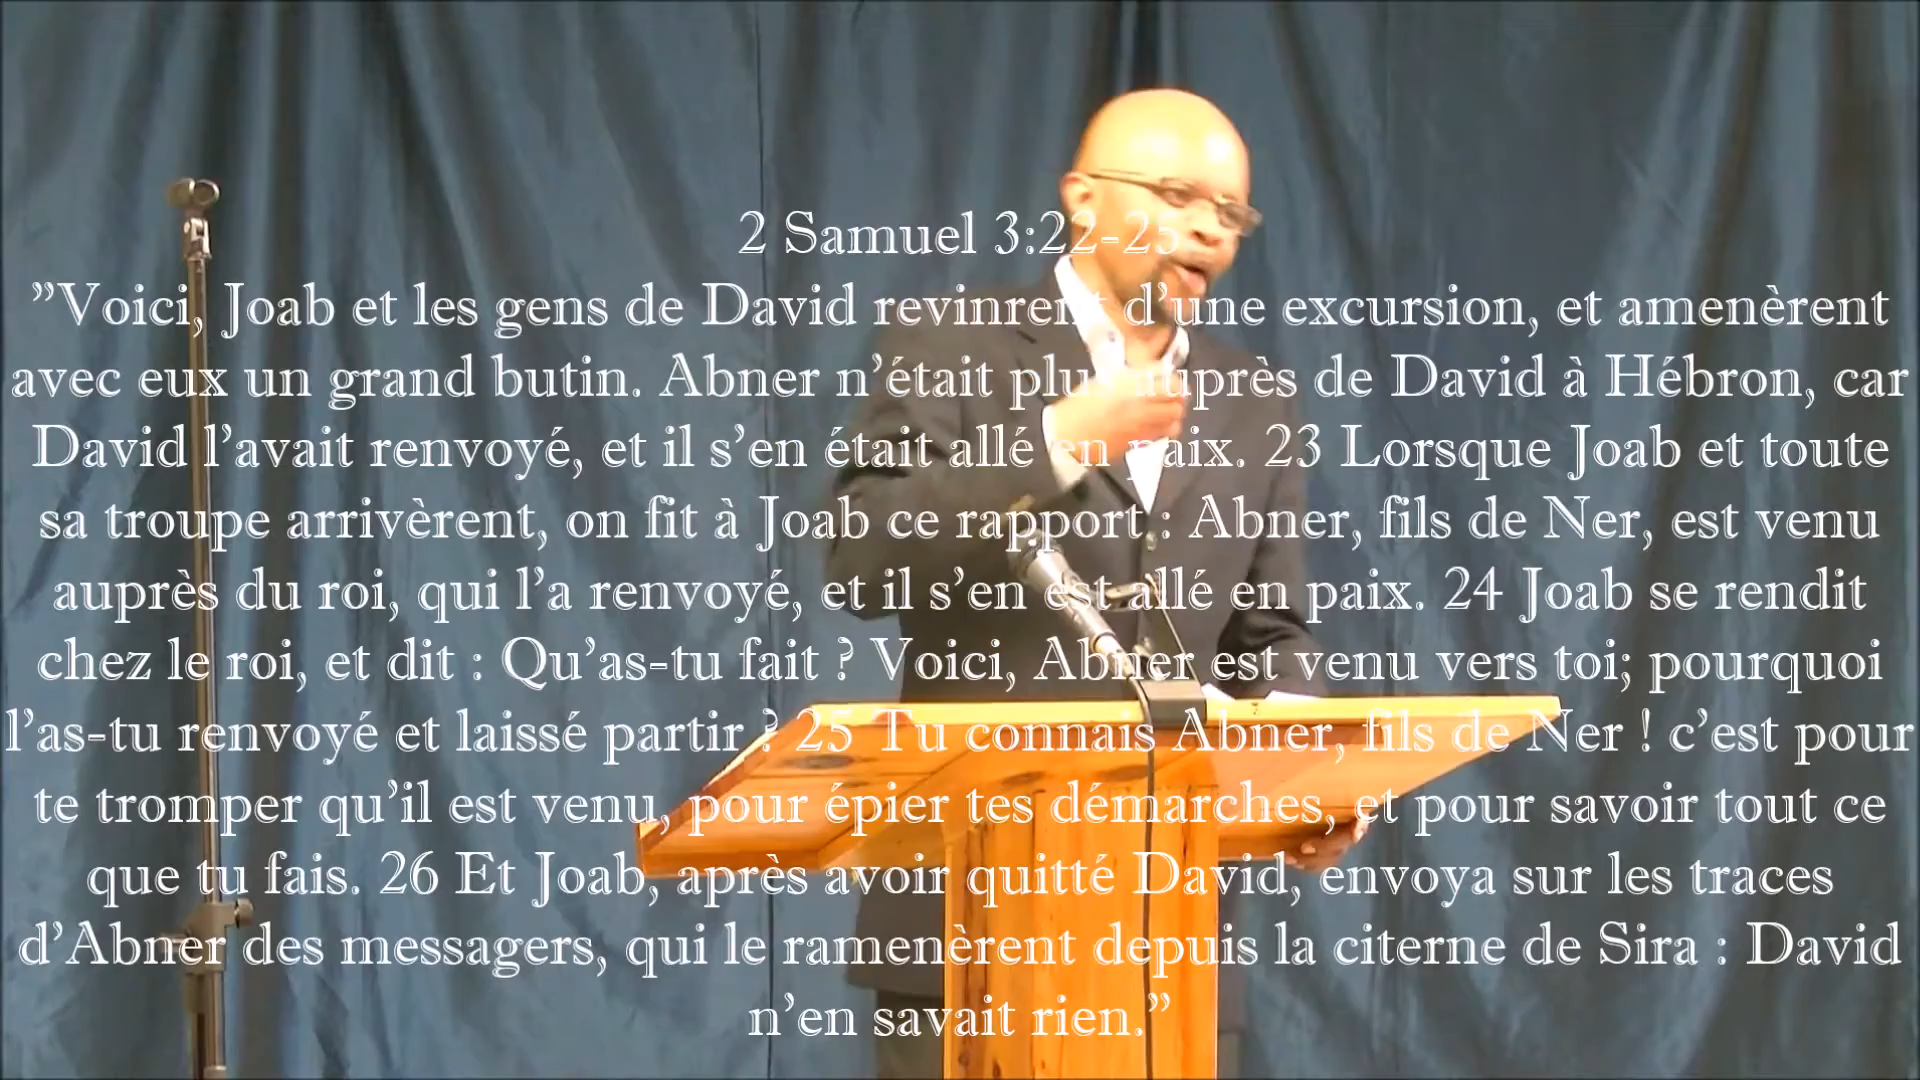 2 Samuel 3:22-25
”Voici, Joab et les gens de David revinrent d’une excursion, et amenèrent
avec eux un grand butin. Abner n’était plus auprès de David à Hébron, car
David l’avait renvoyé, et il s’en était allé en paix. 23 Lorsque Joab et toute
sa troupe arrivèrent, on fit à Joab ce rapport : Abner, fils de Ner, est venu
auprès du roi, qui l’a renvoyé, et il s’en est allé en paix. 24 Joab se rendit
chez le roi, et dit : Qu’as-tu fait ? Voici, Abner est venu vers toi; pourquoi
l’as-tu renvoyé et laissé partir ? 25 Tu connais Abner, fils de Ner ! c’est pour
te tromper qu’il est venu, pour épier tes démarches, et pour savoir tout ce
que tu fais. 26 Et Joab, après avoir quitté David, envoya sur les traces
d’Abner des messagers, qui le ramenèrent depuis la citerne de Sira : David
n’en savait rien.”